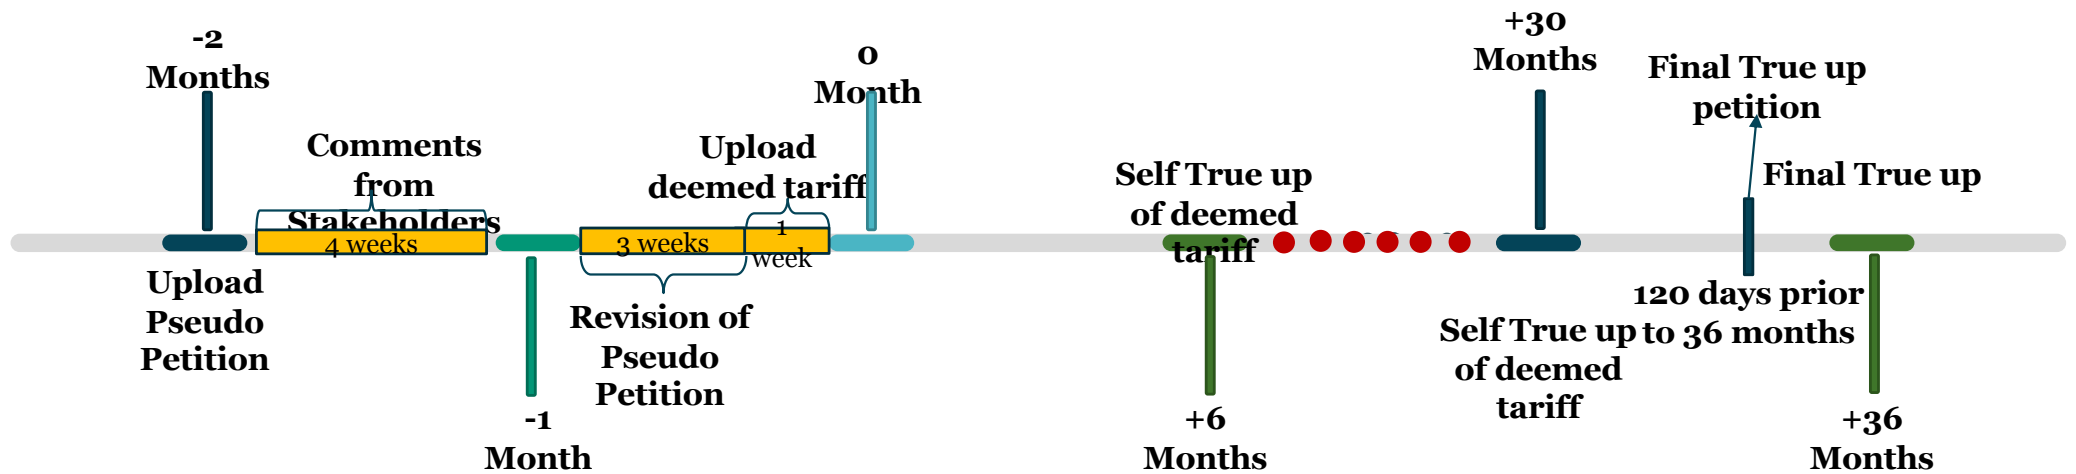 -2
Months
Comments
from
Stakeholders
4 weeks
Upload
Pseudo
Petition
-1
Month
3 weeks
Revision of
Pseudo
Petition
Upload
deemed tariff
1
week
0
Month
Self True up
of deemed
tariff
+6
Months
+30
Months
Self True up
of deemed
tariff
Final True up
petition
120 days prior
to 36 months
Final True up
+36
Months